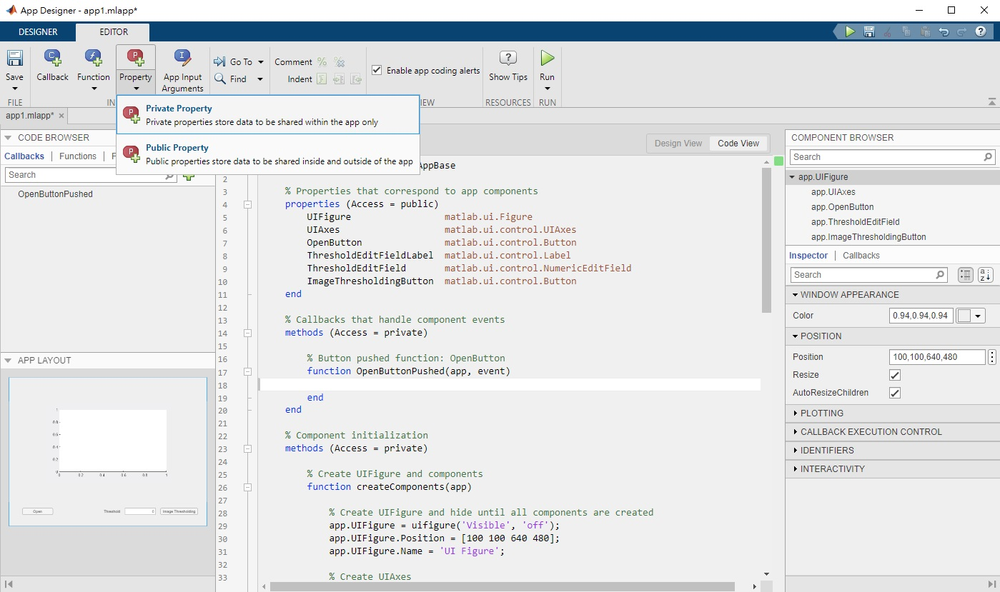 App Designer - app1.mlapp*
DESIGNER
EDITOR
Save
Callback
Function
Property
App Input
Arguments
Go To
Find
Comment
Indent
Enable app coding alerts
Show Tips
Run
FILE
IN
EW
RESOURCES
RUN
Private Property
Private properties store data to be shared within the app only
Public Property
Public properties store data to be shared inside and outside of the app
app1.mlapp*
CODE BROWSER
Callbacks
Functions
Search
OpenButtonPushed
APP LAYOUT
1
0.8
0.6
0.4
0.2
0
0 0.2 0.4 0.6 0.8 1
Open
Threshold
0
Image Thresholding
Design View
Code View
AppBase
2
3 % Properties that correspond to app components
4 properties (Access = public)
5 UIFigure matlab.ui.Figure
6 UIAxes matlab.ui.control.UIAxes
7 OpenButton matlab.ui.control.Button
8 ThresholdEditFieldLabel matlab.ui.control.Label
9 ThresholdEditField matlab.ui.control.NumericEditField
10 ImageThresholdingButton matlab.ui.control.Button
11 end
12
13 % Callbacks that handle component events
14 methods (Access = private)
15
16 % Button pushed function: OpenButton
17 function OpenButtonPushed(app, event)
18
19 end
20 end
21
22 % Component initialization
23 methods (Access = private)
24
25 % Create UIFigure and components
26 function createComponents(app)
27
28 % Create UIFigure and hide until all components are created
29 app.UIFigure = uifigure('Visible', 'off');
30 app.UIFigure.Position = [100 100 640 480];
31 app.UIFigure.Name = 'UI Figure';
32
33 % Create UIAxes
COMPONENT BROWSER
Search
app.UIFigure
app.UIAxes
app.OpenButton
app.ThresholdEditField
app.ImageThresholdingButton
Inspector
Callbacks
Search
WINDOW APPEARANCE
Color 0.94,0.94,0.94
POSITION
Position 100,100,640,480
Resize
AutoResizeChildren
PLOTTING
CALLBACK EXECUTION CONTROL
IDENTIFIERS
INTERACTIVITY